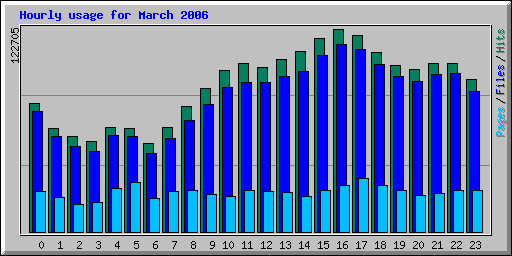 Hourly usage for March 2006
122705
Pages / Files / Hits
0 1 2 3 4 5 6 7 8 9 10 11 12 13 14 15 16 17 18 19 20 21 22 23